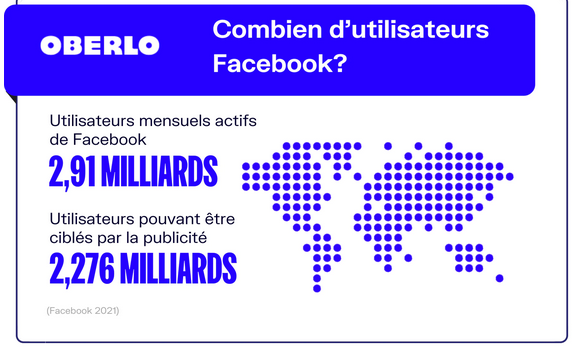 OBERLO
Combien d'utilisateurs
Facebook?
Utilisateurs mensuels actifs
de Facebook
2,91 MILLIARDS
Utilisateurs pouvant être
ciblés par la publicité
2,276 MILLIARDS
(Facebook 2021)